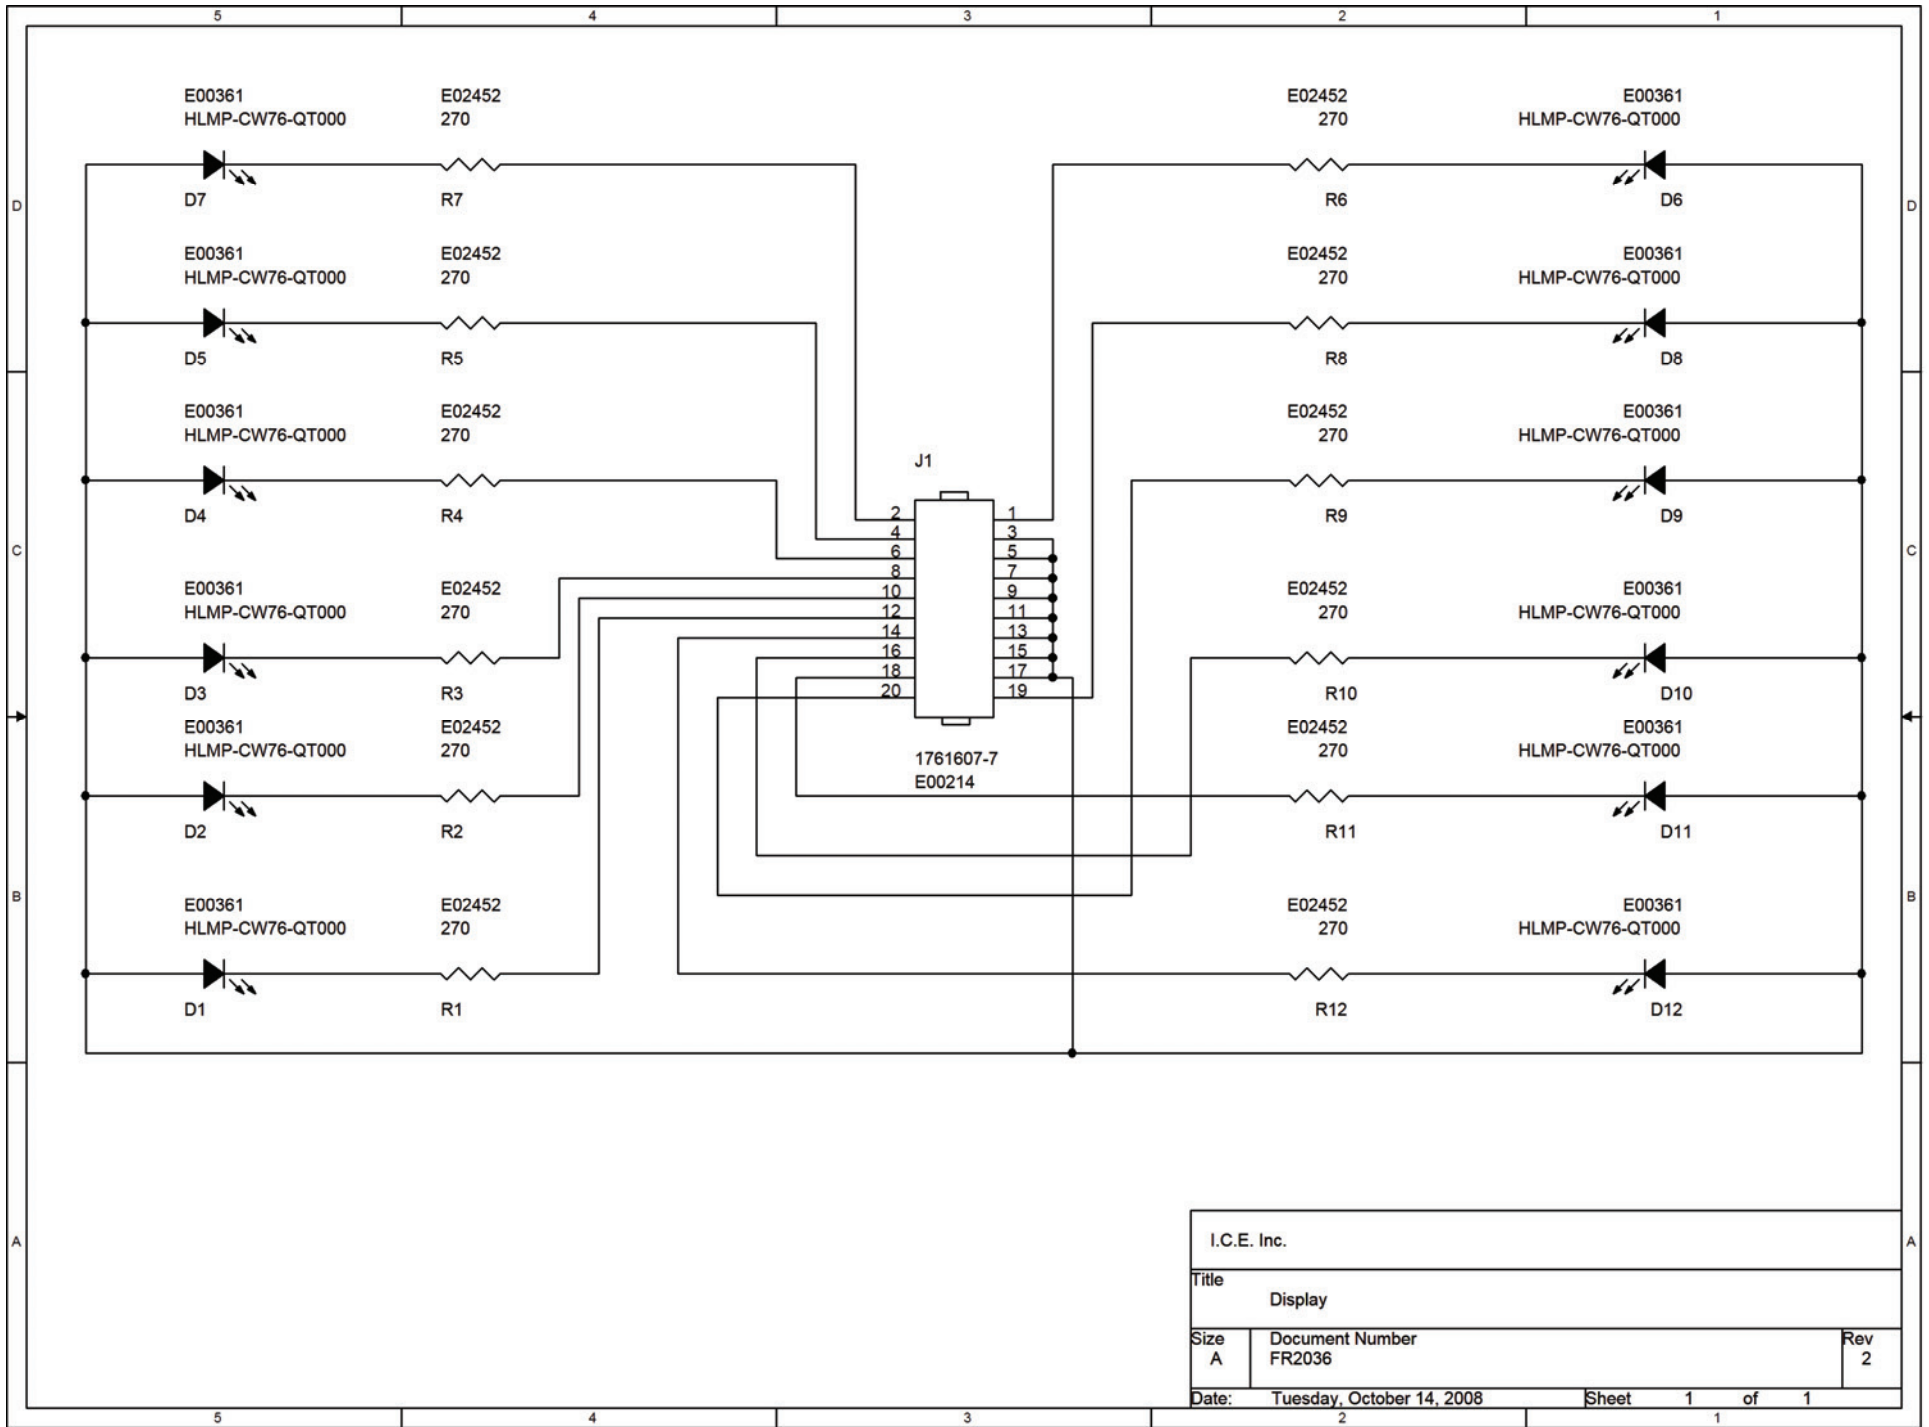 5 4 3 2 1
E00361 E02452 E02452 E00361
HLMP-CW76-QT000 270 270 HLMP-CW76-QT000
D7 R7 R6 D6
D D
E00361 E02452 E02452 E00361
HLMP-CW76-QT000 270 270 HLMP-CW76-QT000
D5 R5 R8 D8
E00361 E02452 E02452 E00361
HLMP-CW76-QT000 270 270 HLMP-CW76-QT000
J1
D4 R4 R9 D9
2 1
4 3
C 6 5 C
8 7
E00361 E02452 10 9 E02452 E00361
HLMP-CW76-QT000 270 12 11 270 HLMP-CW76-QT000
14 13
16 15
18 17
D3 R3 20 19 R10 D10
E00361 E02452 E02452 E00361
HLMP-CW76-QT000 270 270 HLMP-CW76-QT000
1761607-7
E00214
D2 R2 R11 D11
B B
E00361 E02452 E02452 E00361
HLMP-CW76-QT000 270 270 HLMP-CW76-QT000
D1 R1 R12 D12
A A
I.C.E. Inc.
Title
Display
Size Document Number Rev
A FR2036 2
Date: Tuesday, October 14, 2008 Sheet 1 of 1
5 4 3 2 1